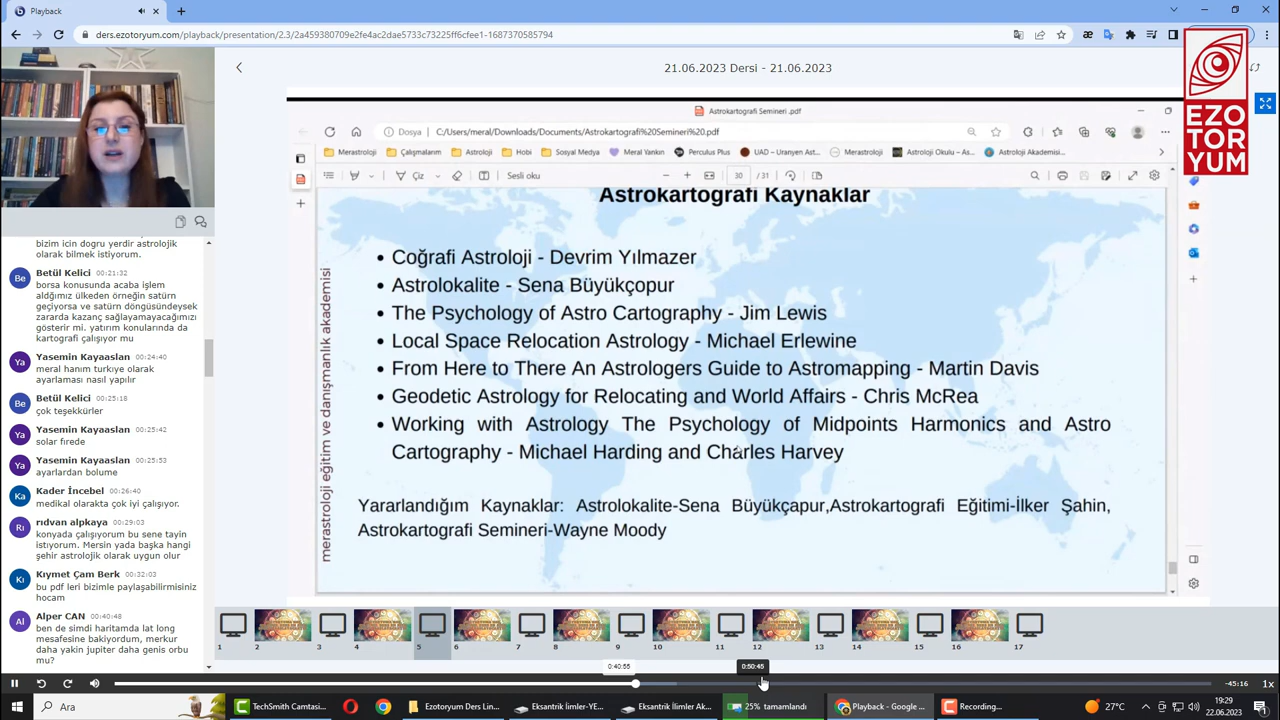 Playback
ders.ezotoryum.com/playback/presentation/2.3/2a459380709e2fe4ac2dae5733c73225ff6cfee1-1687370585794
21.06.2023 Dersi - 21.06.2023
EZO
TOR
YUM
Astrokartografi Semineri .pdf
Dosya C:/Users/meral/Downloads/Documents/Astrokartografi%20Semineri%20.pdf
Merastroloji Çalışmalarım Astroloji Hobi Sosyal Medya Meral Yankın Perculus Plus UAD – Uranyen Ast... Merastroloji Astroloji Okulu – As... Astroloji Akademisi...
Çiz Sesli oku 30 / 31
Astrokartografi Kaynaklar
• Coğrafi Astroloji - Devrim Yılmazer
• Astrolokalite - Sena Büyükçopur
• The Psychology of Astro Cartography - Jim Lewis
• Local Space Relocation Astrology - Michael Erlewine
• From Here to There An Astrologers Guide to Astromapping - Martin Davis
• Geodetic Astrology for Relocating and World Affairs - Chris McRea
• Working with Astrology The Psychology of Midpoints Harmonics and Astro
Cartography - Michael Harding and Charles Harvey
Yararlandığım Kaynaklar: Astrolokalite-Sena Büyükçapur,Astrokartografi Eğitimi-İlker Şahin,
Astrokartografi Semineri-Wayne Moody
merastroloji eğitim ve danışmanlık akademisi
bizim icin dogru yerdir astrolojik
olarak bilmek istiyorum.
Be Betül Kelici 00:21:32
borsa konusunda acaba işlem
aldğımız ülkeden örneğin satürn
geçiyorsa ve satürn döngüsündeysek
zararda kazanç sağlayamayacağımızı
gösterir mi. yatırım konularında da
kartografi çalışıyor mu
Ya Yasemin Kayaaslan 00:24:40
meral hanım turkıye olarak
ayarlaması nasıl yapılır
Be Betül Kelici 00:25:18
çok teşekkürler
Ya Yasemin Kayaaslan 00:25:42
solar fırede
Ya Yasemin Kayaaslan 00:25:53
ayarlardan bolume
Ka Kader İncebel 00:26:40
medikal olarakta çok iyi çalışıyor.
Rı rıdvan alpkaya 00:29:03
konyada çalışıyorum bu sene tayin
istıyorum. Mersin yada başka hangi
şehir astrolojik olarak uygun olur
Kı Kıymet Çam Berk 00:32:03
bu pdf leri bizimle paylaşabilirmisiniz
hocam
Al Alper CAN 00:40:48
ben de simdi haritamda lat long
mesafesine bakiyordum, merkur
daha yakin jupiter daha genis orbu
mu?
1 2 3 4 5 6 7 8 9 10 11 12 13 14 15 16 17
0:40:55 0:50:45
-45:16 1x
Ara TechSmith Camtasi... Ezotoryum Ders Lin... Eksantrik İlimler-YE... Eksantrik İlimler Ak... 25% tamamlandı Playback - Google ... Recording... 27°C
19:29
22.06.2023